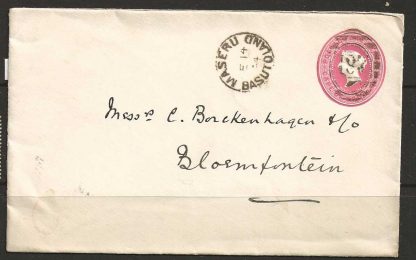 MASERU
BASUTOLAND
Messrs C. Borckenhagen & Co
Bloemfontein